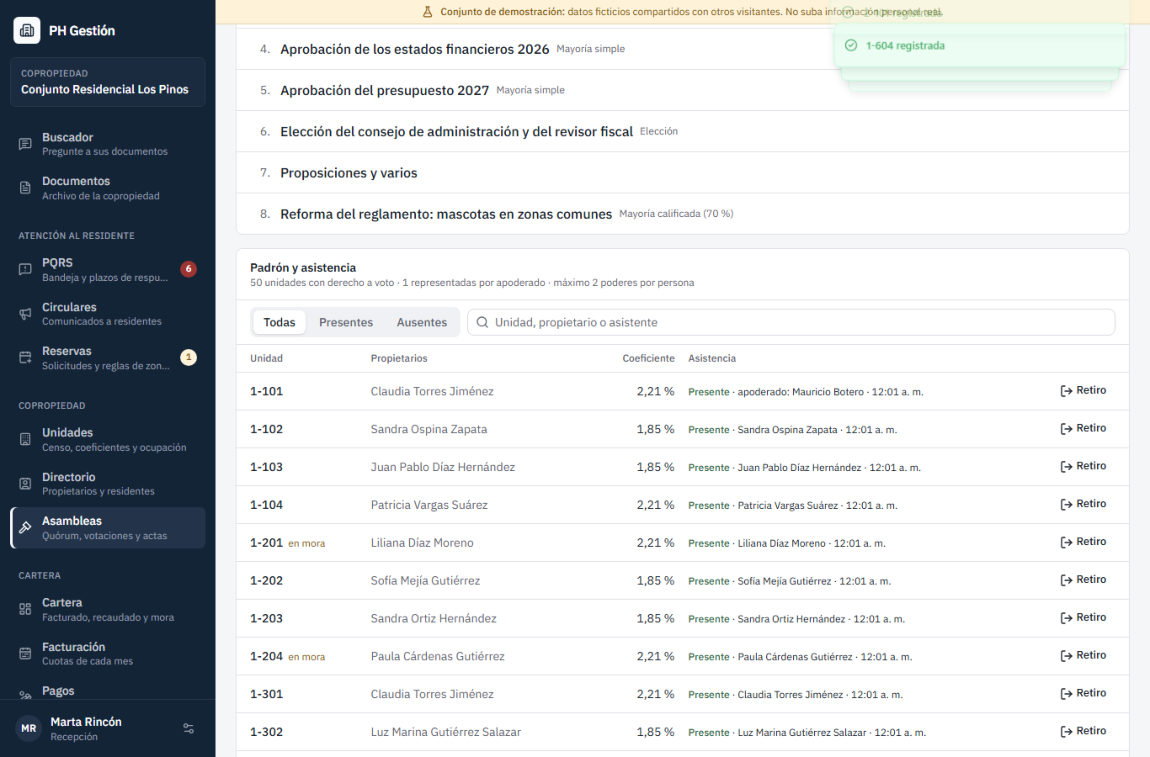 PH Gestión
COPROPIEDAD
Conjunto Residencial Los Pinos
Buscador
Pregunte a sus documentos
Documentos
Archivo de la copropiedad
ATENCIÓN AL RESIDENTE
PQRS
Bandeja y plazos de respu...
6
Circulares
Comunicados a residentes
Reservas
Solicitudes y reglas de zon...
1
COPROPIEDAD
Unidades
Censo, coeficientes y ocupación
Directorio
Propietarios y residentes
Asambleas
Quórum, votaciones y actas
CARTERA
Cartera
Facturado, recaudado y mora
Facturación
Cuotas de cada mes
Pagos
MR
Marta Rincón
Recepción
Conjunto de demostración: datos ficticios compartidos con otros visitantes. No suba información personal real.
registrada
1-604 registrada
4. Aprobación de los estados financieros 2026 Mayoría simple
5. Aprobación del presupuesto 2027 Mayoría simple
6. Elección del consejo de administración y del revisor fiscal Elección
7. Proposiciones y varios
8. Reforma del reglamento: mascotas en zonas comunes Mayoría calificada (70 %)
Padrón y asistencia
50 unidades con derecho a voto · 1 representadas por apoderado · máximo 2 poderes por persona
Todas Presentes Ausentes Unidad, propietario o asistente
Unidad Propietarios Coeficiente Asistencia
1-101 Claudia Torres Jiménez 2,21 % Presente · apoderado: Mauricio Botero · 12:01 a. m. Retiro
1-102 Sandra Ospina Zapata 1,85 % Presente · Sandra Ospina Zapata · 12:01 a. m. Retiro
1-103 Juan Pablo Díaz Hernández 1,85 % Presente · Juan Pablo Díaz Hernández · 12:01 a. m. Retiro
1-104 Patricia Vargas Suárez 2,21 % Presente · Patricia Vargas Suárez · 12:01 a. m. Retiro
1-201 en mora Liliana Díaz Moreno 2,21 % Presente · Liliana Díaz Moreno · 12:01 a. m. Retiro
1-202 Sofía Mejía Gutiérrez 1,85 % Presente · Sofía Mejía Gutiérrez · 12:01 a. m. Retiro
1-203 Sandra Ortiz Hernández 1,85 % Presente · Sandra Ortiz Hernández · 12:01 a. m. Retiro
1-204 en mora Paula Cárdenas Gutiérrez 2,21 % Presente · Paula Cárdenas Gutiérrez · 12:01 a. m. Retiro
1-301 Claudia Torres Jiménez 2,21 % Presente · Claudia Torres Jiménez · 12:01 a. m. Retiro
1-302 Luz Marina Gutiérrez Salazar 1,85 % Presente · Luz Marina Gutiérrez Salazar · 12:01 a. m. Retiro